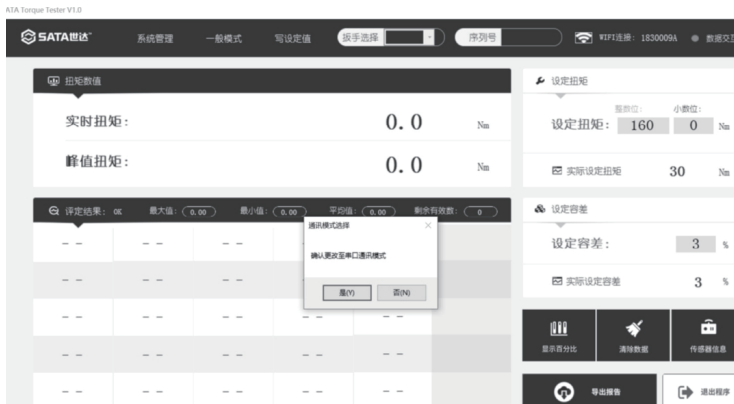 ATA Torque Tester V1.0
SATA世达 系统管理 一般模式 写设定值 扳手选择 序列号 WIFI连接: 1830009A 数据交互
扭矩数值
实时扭矩: 0.0 Nm
峰值扭矩: 0.0 Nm
设定扭矩
整数位: 小数位:
设定扭矩: 160 0 Nm
实际设定扭矩 30 Nm
评定结果: OK 最大值: 0.00 最小值: 0.00 平均值: 0.00 剩余有效数: 0
设定容差
设定容差: 3 %
实际设定容差 3 %
通讯模式选择
确认更改至串口通讯模式
是(Y) 否(N)
-- -- -- --
-- -- -- -- --
-- -- -- --
-- -- -- -- --
-- -- -- -- --
显示百分比 清除数据 传感器信息
导出报告 退出程序